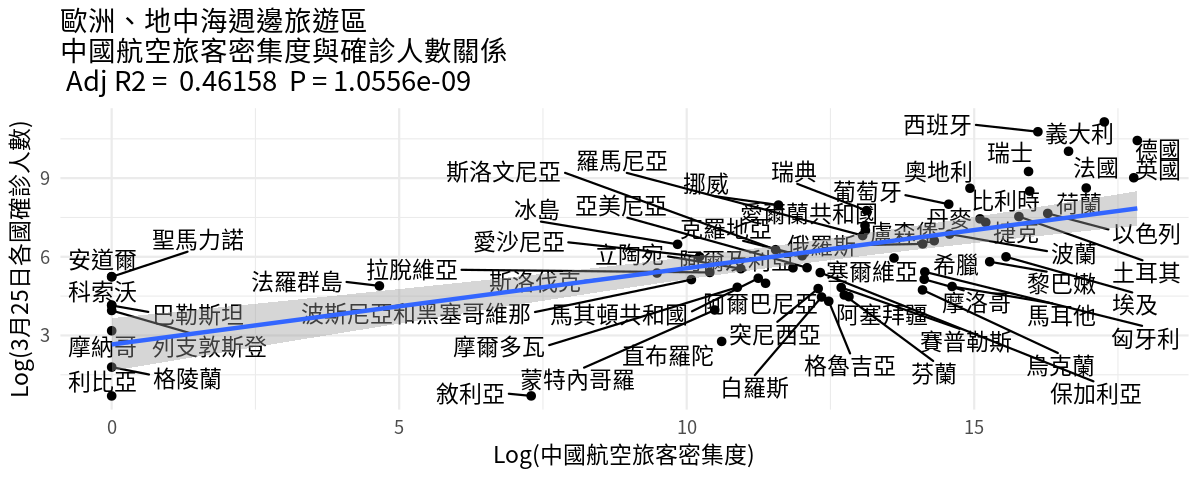 歐洲、地中海週邊旅遊區
中國航空旅客密集度與確診人數關係
Adj R2 = 0.46158 P = 1.0556e-09
Log(3月25日各國確診人數)
9
6
3
西班牙
義大利
德國
瑞士
英國
法國
羅馬尼亞
斯洛文尼亞
瑞典
奧地利
挪威
葡萄牙
比利時
荷蘭
冰島
亞美尼亞
愛爾蘭共和國
丹麥
克羅地亞
盧森堡
捷克
以色列
聖馬力諾
愛沙尼亞
立陶宛
俄羅斯
波蘭
安道爾
拉脫維亞
阿爾及利亞
塞爾維亞
希臘
土耳其
法羅群島
斯洛伐克
黎巴嫩
科索沃
阿爾巴尼亞
摩洛哥
埃及
巴勒斯坦
波斯尼亞和黑塞哥維那
馬其頓共和國
阿塞拜疆
馬耳他
突尼西亞
匈牙利
摩納哥
列支敦斯登
摩爾多瓦
直布羅陀
賽普勒斯
格魯吉亞
烏克蘭
利比亞
格陵蘭
蒙特內哥羅
白羅斯
芬蘭
敘利亞
保加利亞
0
5
10
15
Log(中國航空旅客密集度)